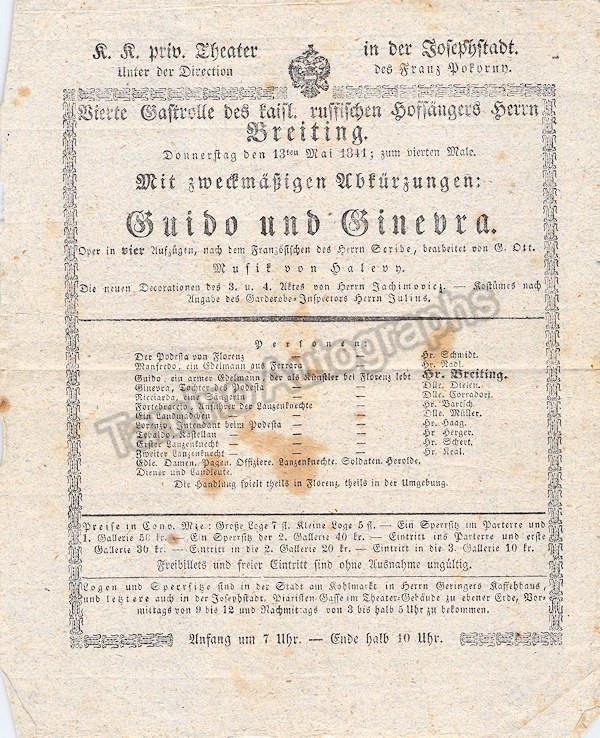 K. K. priv. Theater in der Josephstadt.
Unter der Direction des Franz Pokorny.
Vierte Gastrolle des kaisl. russischen Hofsängers Herrn
Breiting.
Donnerstag den 13ten Mai 1841; zum vierten Male.
Mit zweckmäßigen Abkürzungen:
Guido und Ginevra.
Oper in vier Aufzügen, nach dem Französischen des Herrn Scribe, bearbeitet von G. Ott.
Musik von Halevy.
Die neuen Decorationen des 3. u. 4. Aktes von Herrn Jachimovicz. — Kostümes nach
Angabe des Garderobe-Inspectors Herrn Julius.
Personen:
Der Podesta von Florenz — — — Hr. Schmidt.
Manfredo, ein Edelmann aus Ferrara — — Hr. Radl.
Guido, ein armer Edelmann, der als Künstler bei Florenz lebt Hr. Breiting.
Ginevra, Tochter des Podesta — — — Dlle. Dielen.
Ricciarda, eine Sängerin — — — Dlle. Corradori.
Fortebraccio, Anführer der Lanzenknechte — Hr. Bartsch.
Ein Landmädchen — — — Dlle. Müller.
Lorenzo, Intendant beim Podesta — — Hr. Haag.
Tebaldo, Kastellan — — — Hr. Herger.
Erster Lanzenknecht — — — Hr. Schert.
Zweiter Lanzenknecht — — — Hr. Keal.
Edle. Damen. Pagen. Offiziere. Lanzenknechte. Soldaten. Herolde.
Diener und Landleute.
Die Handlung spielt theils in Florenz, theils in der Umgebung.
Preise in Conv. Mze: Große Loge 7 fl. Kleine Loge 5 fl. — Ein Sperrsitz im Parterre und
1. Gallerie 50 kr. — Ein Sperrsitz der 2. Gallerie 40 kr. — Eintritt ins Parterre und erste
Gallerie 30 kr. — Eintritt in die 2. Gallerie 20 kr. — Eintritt in die 3. Gallerie 10 kr.
Freibillets und freier Eintritt sind ohne Ausnahme ungültig.
Logen und Sperrsitze sind in der Stadt am Kohlmarkt in Herrn Geringers Kaffehhaus,
und letztere auch in der Josephstadt, Piaristen-Gasse im Theater-Gebäude zu ebener Erde, Vor-
mittags von 9 bis 12 und Nachmittags von 3 bis halb 5 Uhr zu bekommen.
Anfang um 7 Uhr. — Ende halb 10 Uhr.
Tamino Autographs